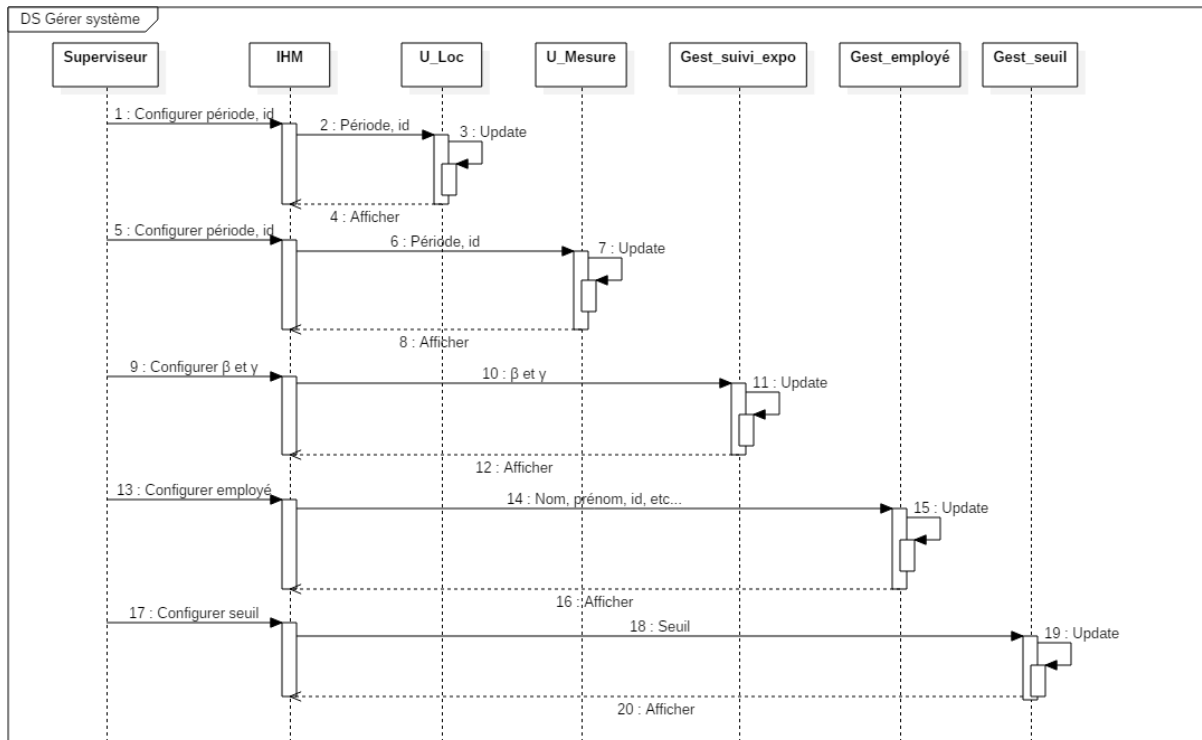 DS Gérer système
Superviseur
IHM
U_Loc
U_Mesure
Gest_suivi_expo
Gest_employé
Gest_seuil
1 : Configurer période, id
2 : Période, id
3 : Update
4 : Afficher
5 : Configurer période, id
6 : Période, id
7 : Update
8 : Afficher
9 : Configurer β et γ
10 : β et γ
11 : Update
12 : Afficher
13 : Configurer employé
14 : Nom, prénom, id, etc...
15 : Update
16 : Afficher
17 : Configurer seuil
18 : Seuil
19 : Update
20 : Afficher